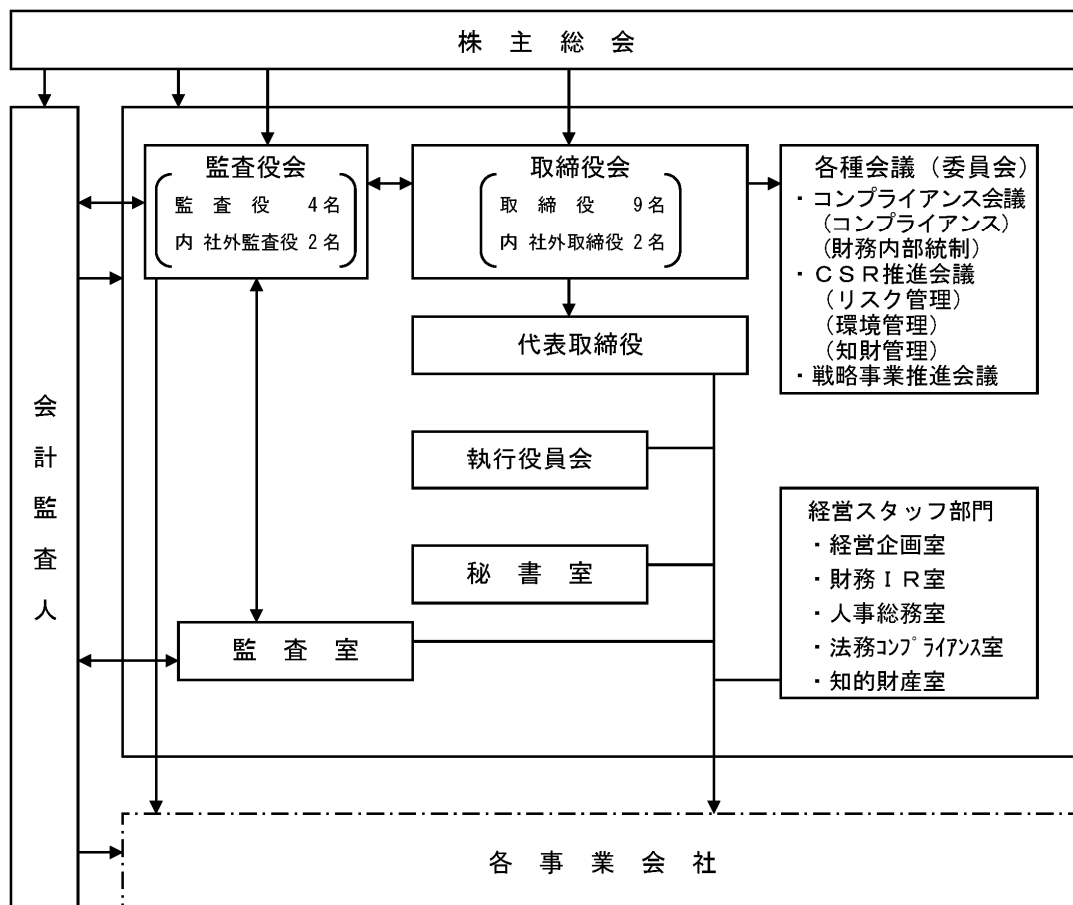 株主総会
監査役会
監査役 4名
内 社外監査役 2名
取締役会
取締役 9名
内 社外取締役 2名
各種会議（委員会）
・コンプライアンス会議
（コンプライアンス）
（財務内部統制）
・ＣＳＲ推進会議
（リスク管理）
（環境管理）
（知財管理）
・戦略事業推進会議
代表取締役
会計監査人
執行役員会
秘書室
監査室
経営スタッフ部門
・経営企画室
・財務ＩＲ室
・人事総務室
・法務ｺﾝﾌﾟﾗｲｱﾝｽ室
・知的財産室
各事業会社